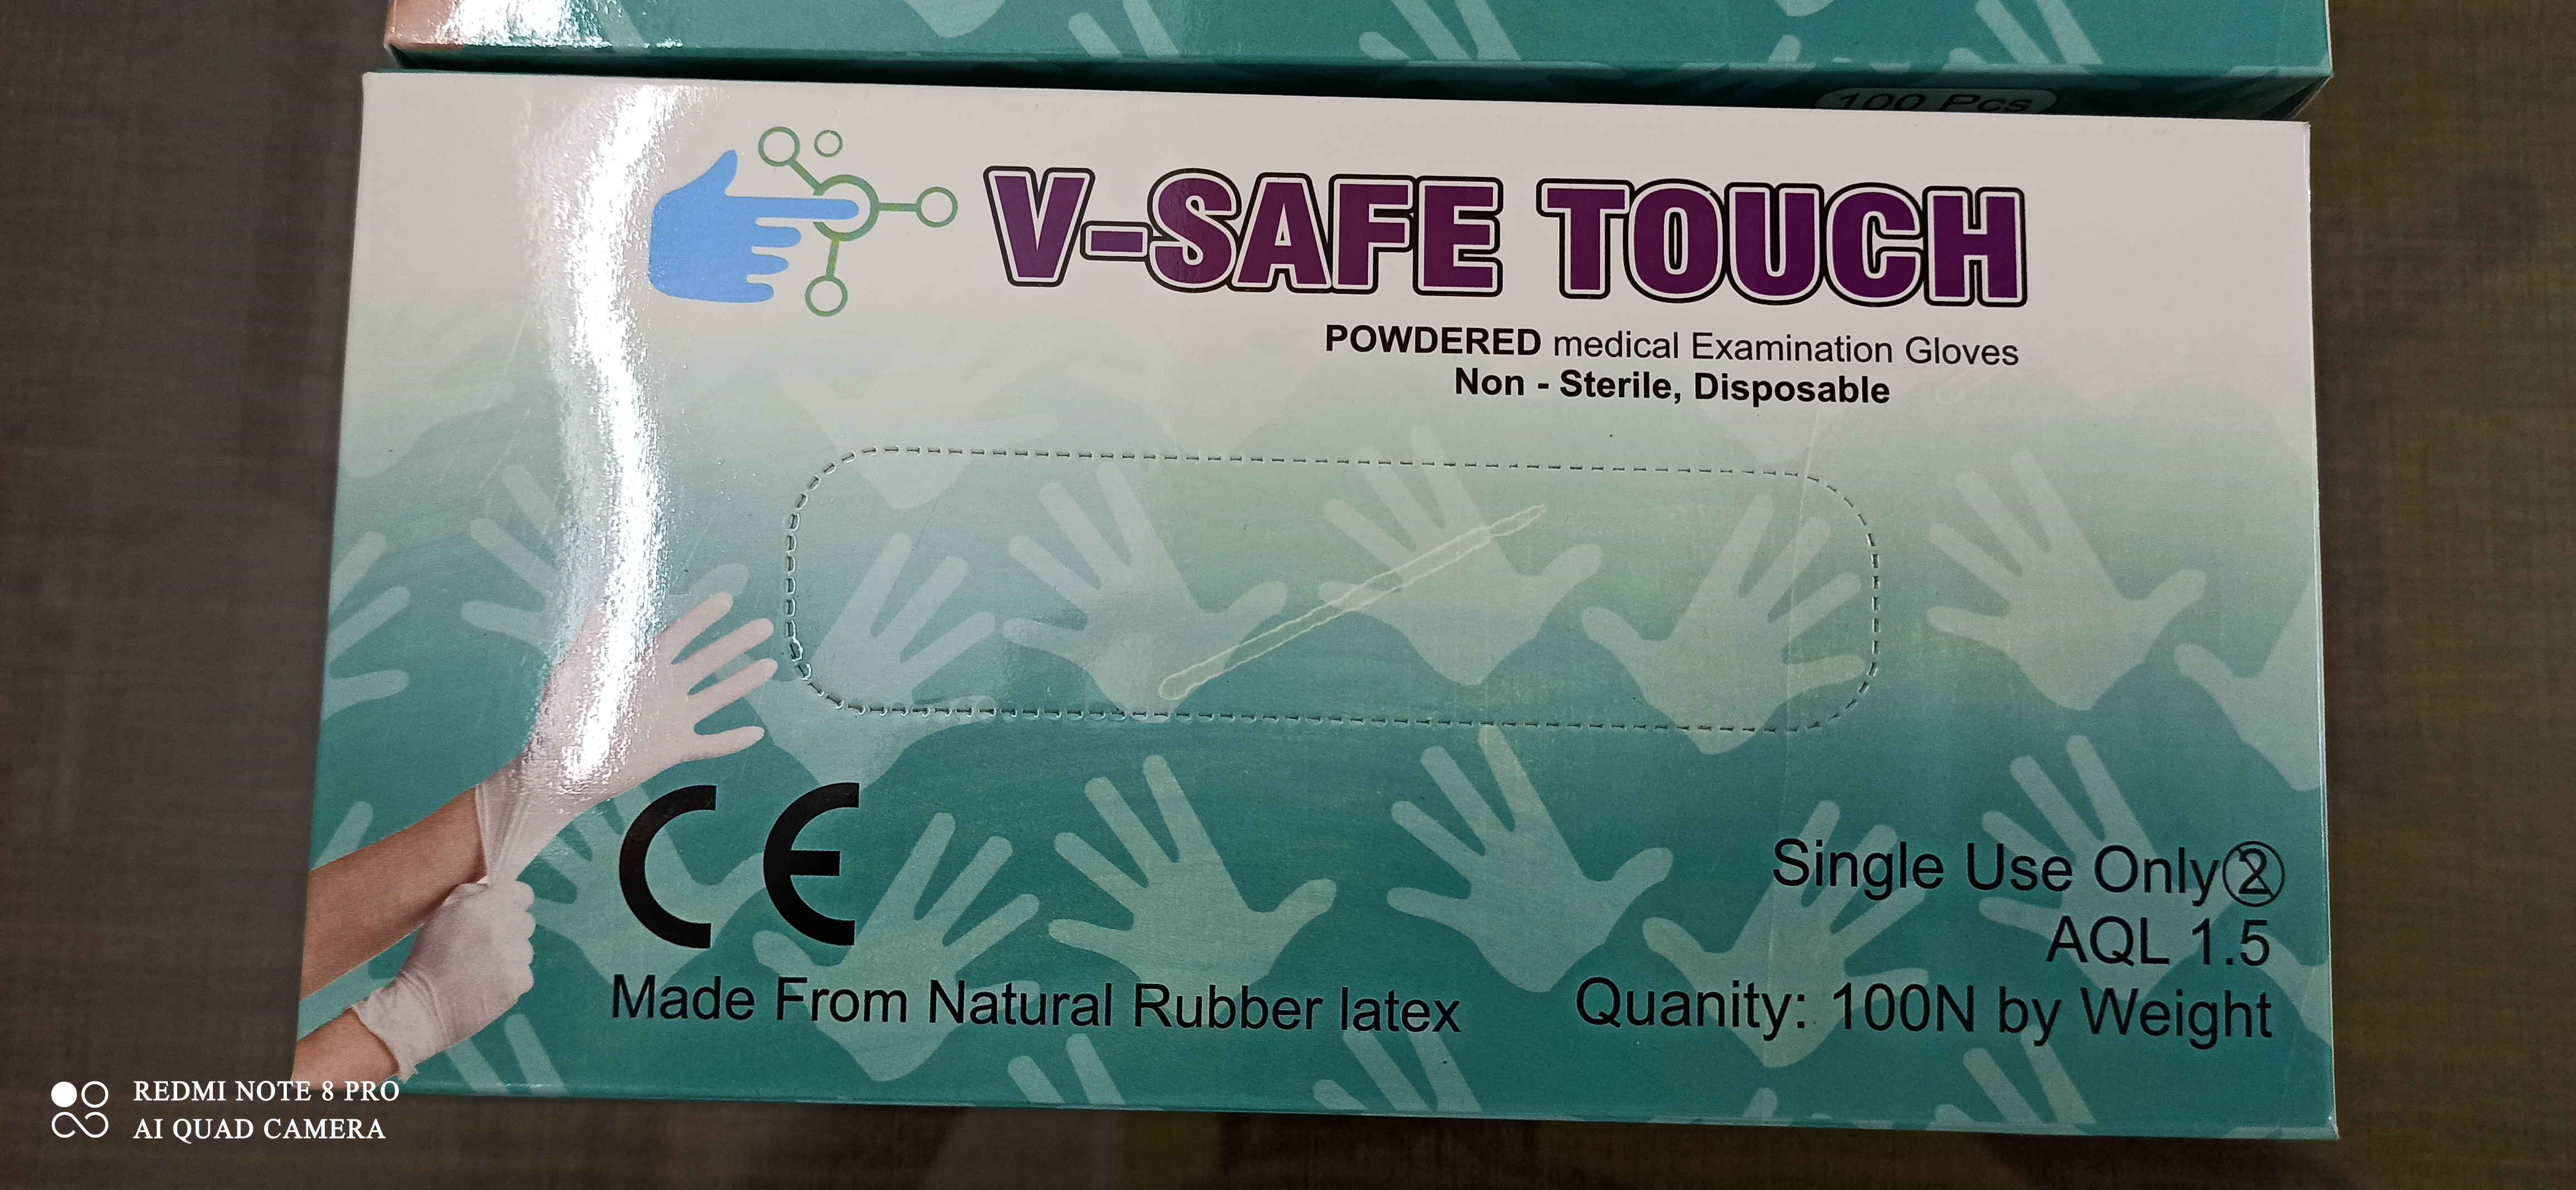 100 Pcs
V-SAFE TOUCH
POWDERED medical Examination Gloves
Non - Sterile, Disposable
CE
Single Use Only 2
AQL 1.5
Made From Natural Rubber latex
Quanity: 100N by Weight
REDMI NOTE 8 PRO
AI QUAD CAMERA